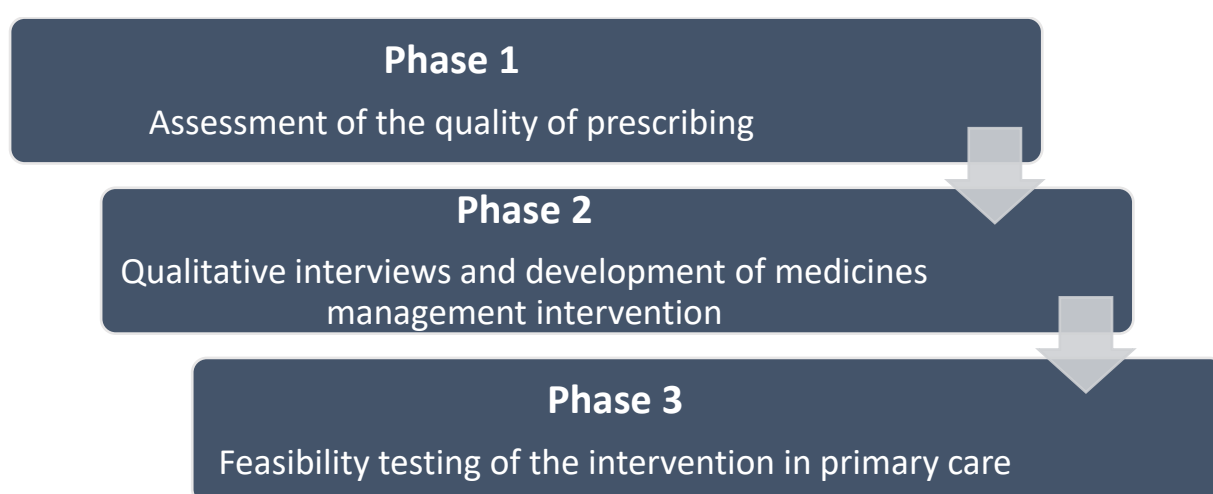 Phase 1
Assessment of the quality of prescribing
Phase 2
Qualitative interviews and development of medicines
management intervention
Phase 3
Feasibility testing of the intervention in primary care